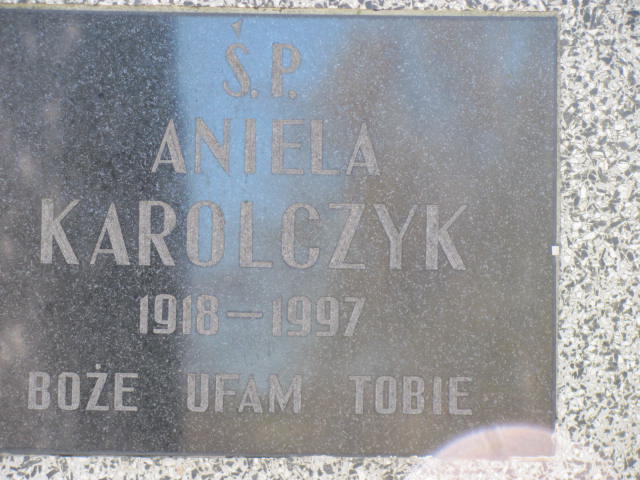 Ś.P.
ANIELA
KAROLCZYK
1918-1997
BOŻE UFAM TOBIE